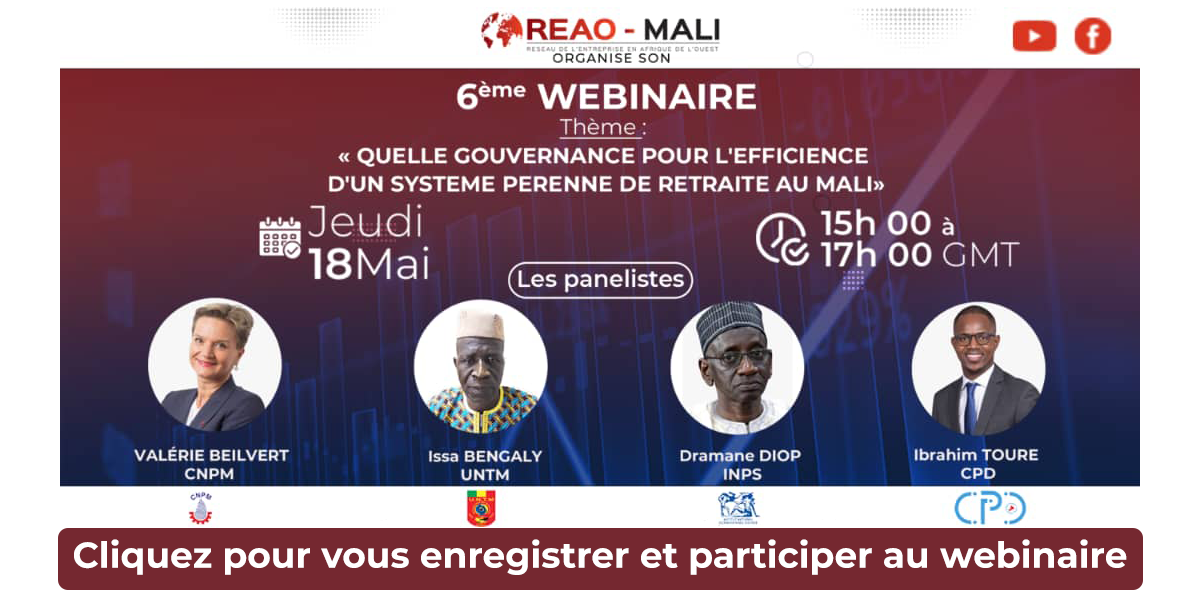 REAO - MALI
RESEAU DE L'ENTREPRISE EN AFRIQUE DE L'OUEST
ORGANISE SON
6ème WEBINAIRE
Thème :
« QUELLE GOUVERNANCE POUR L'EFFICIENCE
D'UN SYSTEME PERENNE DE RETRAITE AU MALI»
Jeudi
18Mai
15h 00 à
17h 00 GMT
Les panelistes
VALÉRIE BEILVERT
CNPM
Issa BENGALY
UNTM
Dramane DIOP
INPS
Ibrahim TOURE
CPD
CNPM
CPD
Cliquez pour vous enregistrer et participer au webinaire